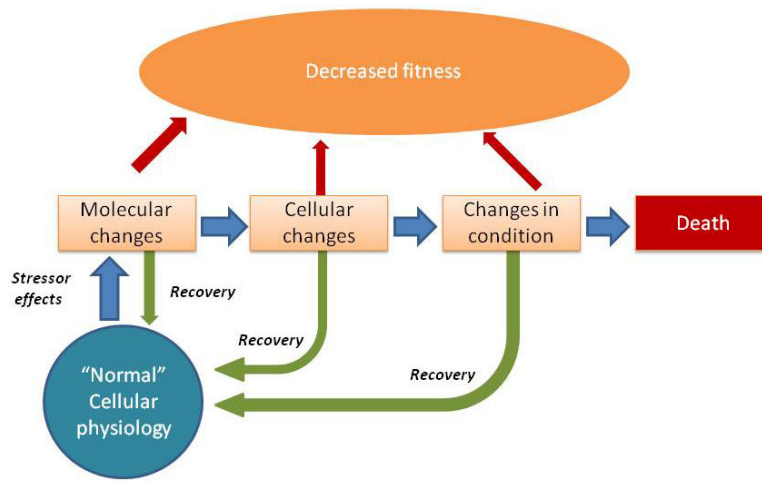 Decreased fitness
Molecular
changes
Cellular
changes
Changes in
condition
Death
Stressor
effects
Recovery
Recovery
Recovery
“Normal”
Cellular
physiology